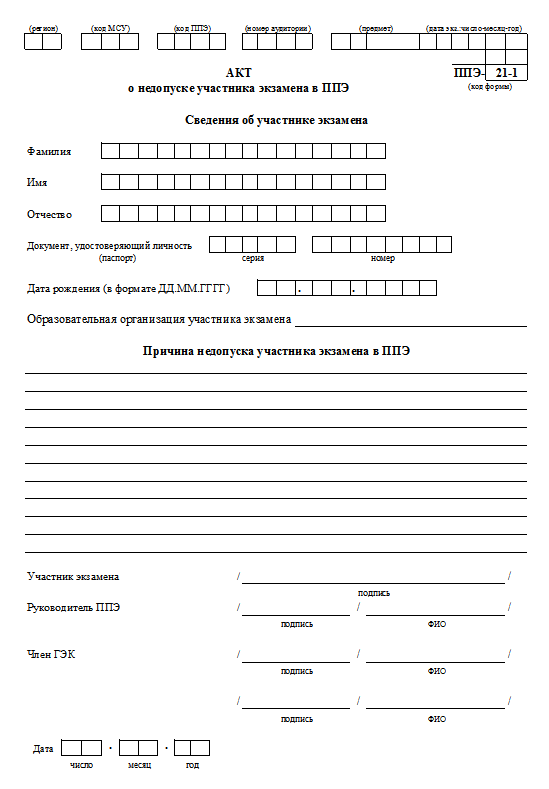 (регион) (код МСУ) (код ППЭ) (номер аудитории) (предмет) (дата экз.:число-месяц-год)
АКТ ППЭ- 21-1
о недопуске участника экзамена в ППЭ (код формы)
Сведения об участнике экзамена
Фамилия
Имя
Отчество
Документ, удостоверяющий личность
(паспорт) серия номер
Дата рождения (в формате ДД.ММ.ГГГГ) . .
Образовательная организация участника экзамена
Причина недопуска участника экзамена в ППЭ
Участник экзамена / /
подпись
Руководитель ППЭ / / /
подпись ФИО
Член ГЭК / / /
подпись ФИО
/ / /
подпись ФИО
Дата . .
число месяц год